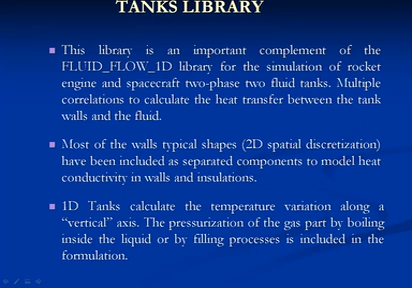 TANKS LIBRARY
This library is an important complement of the
FLUID_FLOW_1D library for the simulation of rocket
engine and spacecraft two-phase two fluid tanks. Multiple
correlations to calculate the heat transfer between the tank
walls and the fluid.
Most of the walls typical shapes (2D spatial discretization)
have been included as separated components to model heat
conductivity in walls and insulations.
1D Tanks calculate the temperature variation along a
“vertical” axis. The pressurization of the gas part by boiling
inside the liquid or by filling processes is included in the
formulation.